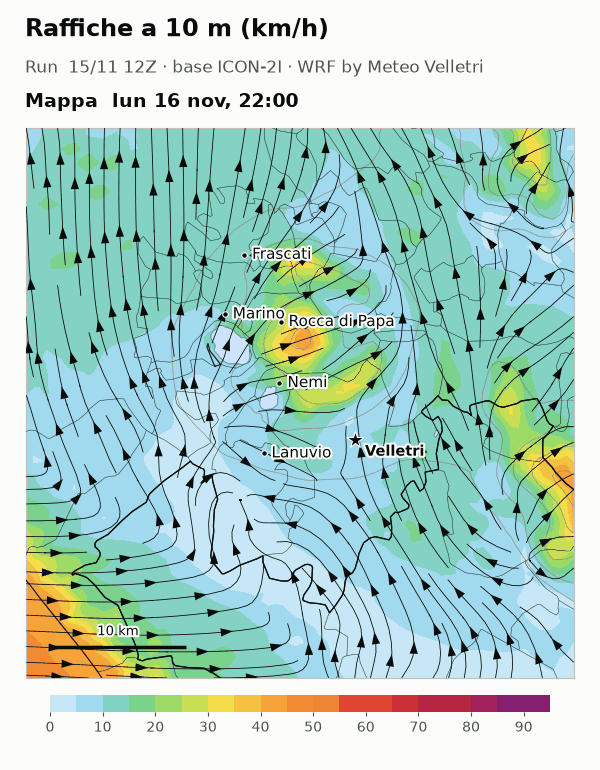 Raffiche a 10 m (km/h)
Run  15/11 12Z · base ICON-2I · WRF by Meteo Velletri
Mappa  lun 16 nov, 22:00
Frascati
Marino
Rocca di Papa
Nemi
Velletri
Lanuvio
10 km
0 10 20 30 40 50 60 70 80 90